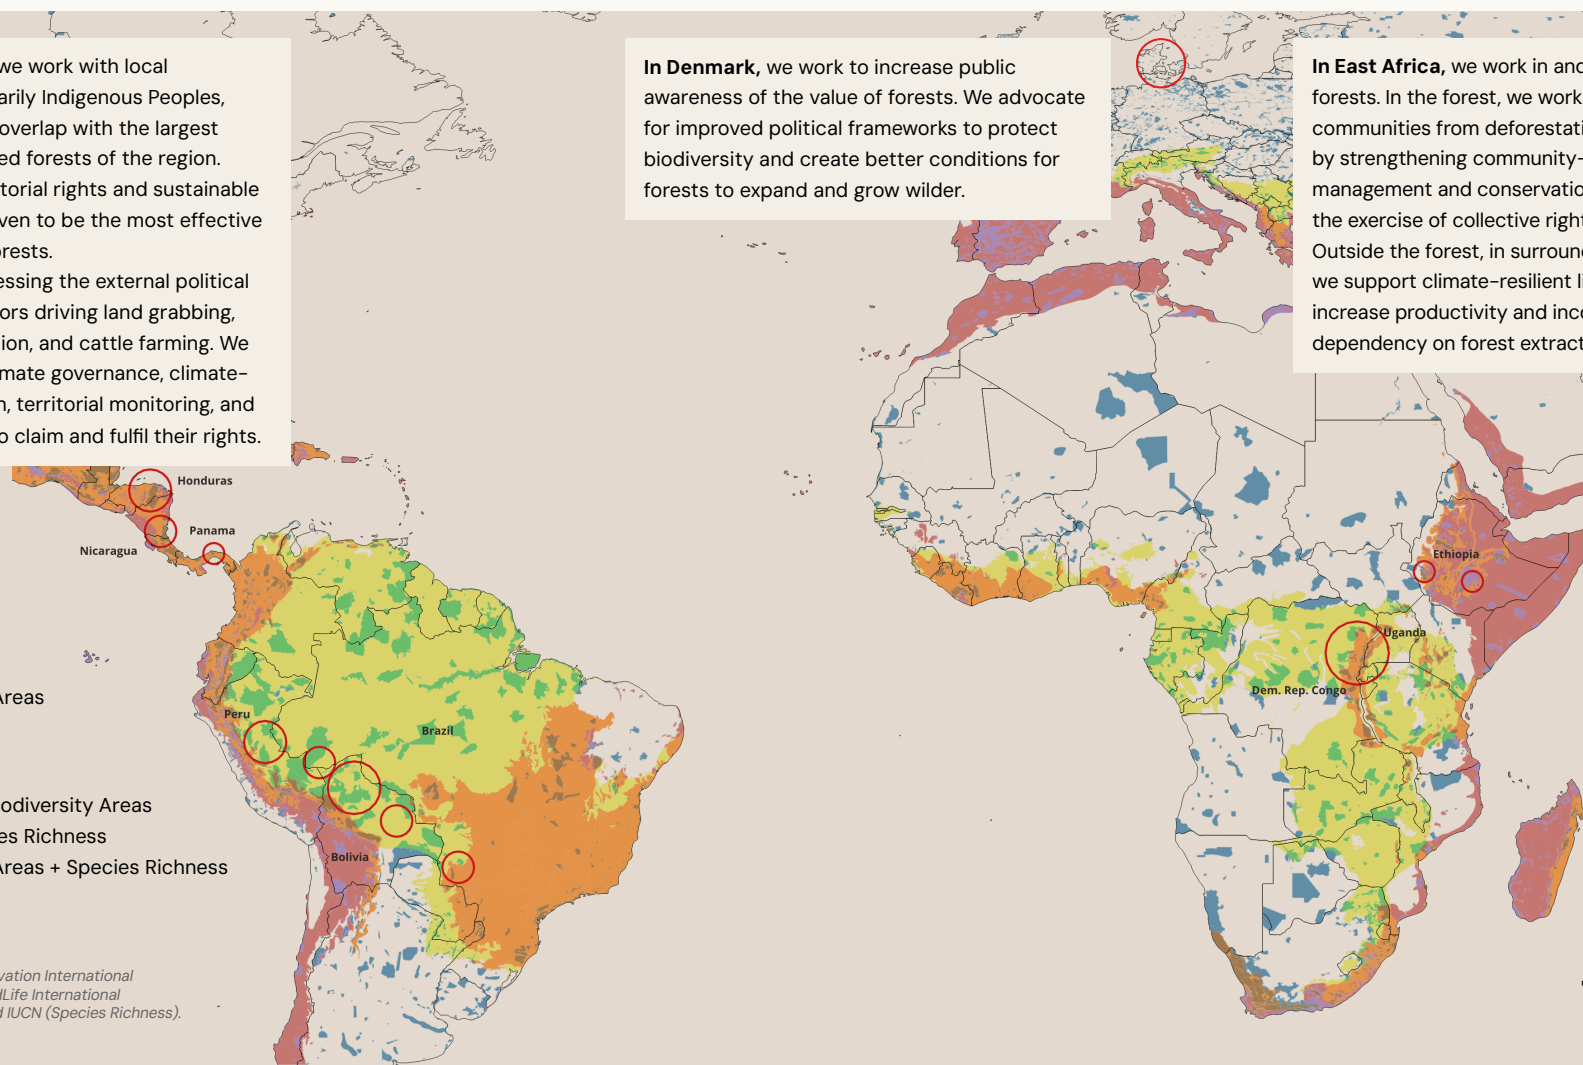 we work with local
arily Indigenous Peoples,
overlap with the largest
ed forests of the region.
torial rights and sustainable
ven to be the most effective
orests.
essing the external political
ors driving land grabbing,
ion, and cattle farming. We
mate governance, climate-
n, territorial monitoring, and
o claim and fulfil their rights.
In Denmark, we work to increase public
awareness of the value of forests. We advocate
for improved political frameworks to protect
biodiversity and create better conditions for
forests to expand and grow wilder.
In East Africa, we work in and
forests. In the forest, we work
communities from deforestati
by strengthening community-
management and conservatio
the exercise of collective right
Outside the forest, in surroun
we support climate-resilient li
increase productivity and inco
dependency on forest extract
Honduras
Panama
Nicaragua
Ethiopia
Uganda
Dem. Rep. Congo
Peru
Brazil
Bolivia
Areas
odiversity Areas
es Richness
Areas + Species Richness
vation International
dLife International
d IUCN (Species Richness).